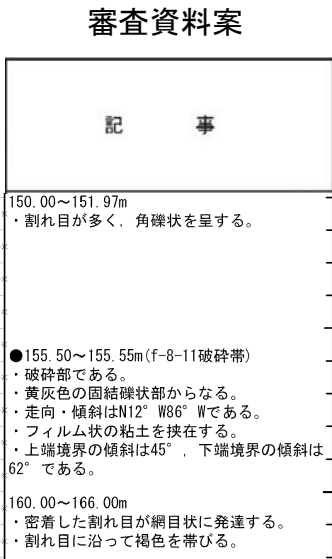 審査資料案
記 事
150.00～151.97m
・割れ目が多く，角礫状を呈する。
●155.50～155.55m(f-8-11破砕帯)
・破砕部である。
・黄灰色の固結礫状部からなる。
・走向・傾斜はN12°W86°Wである。
・フィルム状の粘土を挟在する。
・上端境界の傾斜は45°，下端境界の傾斜は
62°である。
160.00～166.00m
・密着した割れ目が網目状に発達する。
・割れ目に沿って褐色を帯びる。